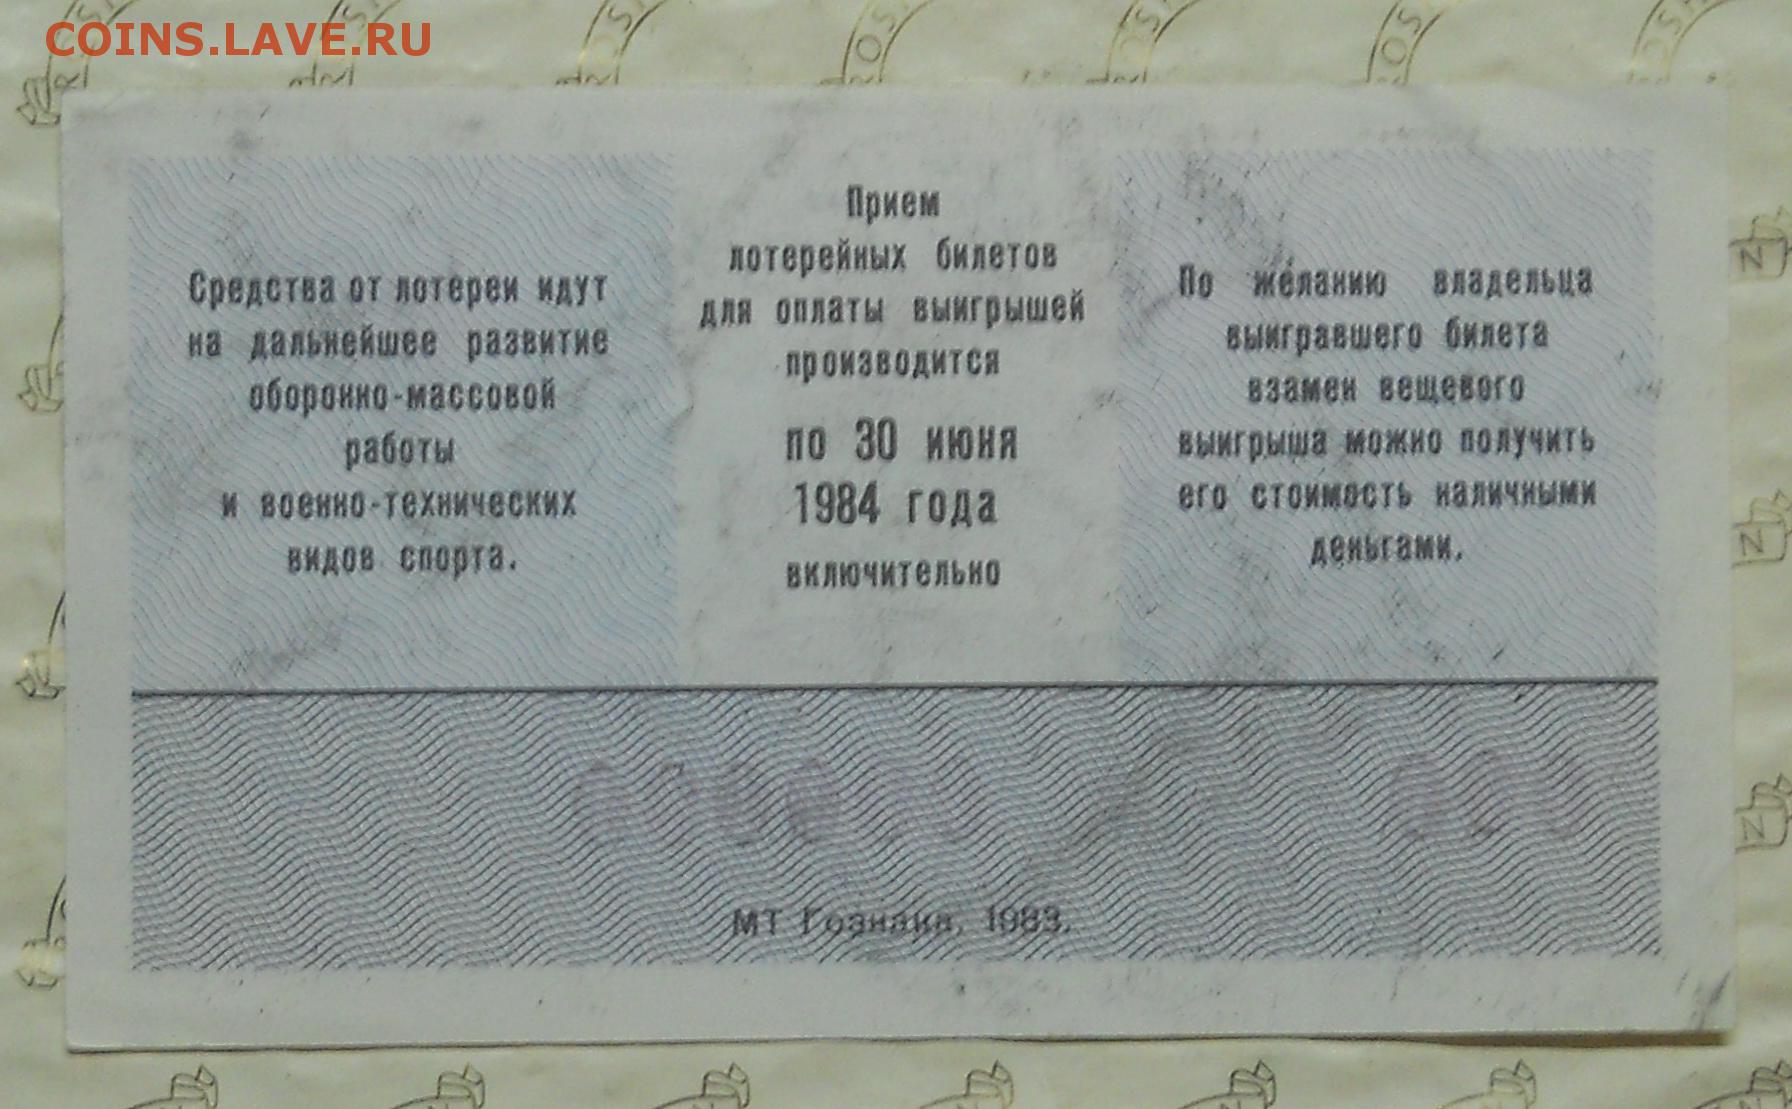 COINS.LAVE.RU
Средства от лотереи идут
на дальнейшее развитие
оборонно-массовой
работы
и военно-технических
видов спорта.
Прием
лотерейных билетов
для оплаты выигрышей
производится
по 30 июня
1984 года
включительно
По желанию владельца
выигравшего билета
взамен вещевого
выигрыша можно получить
его стоимость наличными
деньгами.
МТ Гознака. 1983.